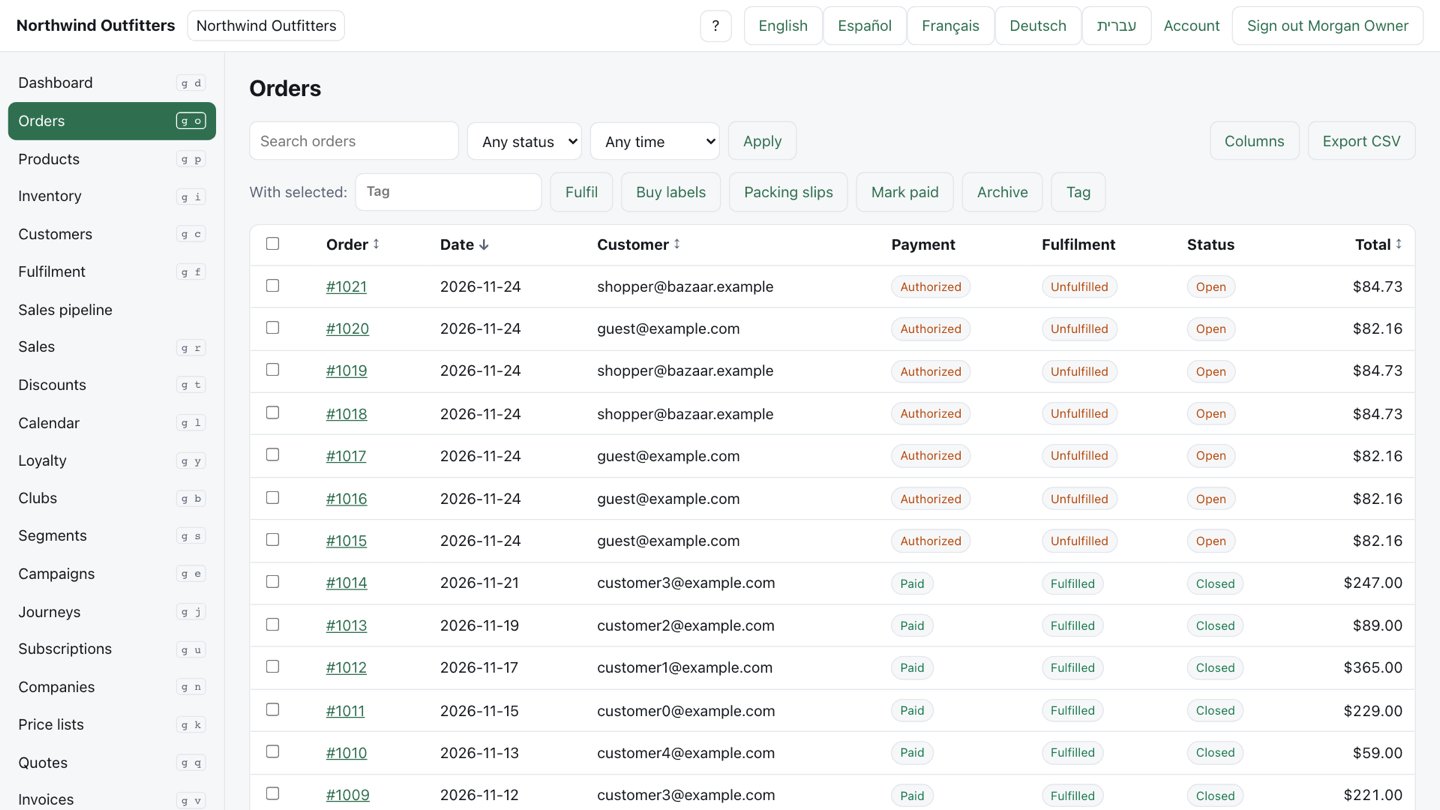 Northwind Outfitters Northwind Outfitters ? English Español Français Deutsch עברית Account Sign out Morgan Owner
Dashboard g d
Orders g o
Products g p
Inventory g i
Customers g c
Fulfilment g f
Sales pipeline
Sales g r
Discounts g t
Calendar g l
Loyalty g y
Clubs g b
Segments g s
Campaigns g e
Journeys g j
Subscriptions g u
Companies g n
Price lists g k
Quotes g q
Invoices g v
Orders
Search orders Any status Any time Apply Columns Export CSV
With selected: Tag Fulfil Buy labels Packing slips Mark paid Archive Tag
Order ↕ Date ↓ Customer ↕ Payment Fulfilment Status Total ↕
#1021 2026-11-24 shopper@bazaar.example Authorized Unfulfilled Open $84.73
#1020 2026-11-24 guest@example.com Authorized Unfulfilled Open $82.16
#1019 2026-11-24 shopper@bazaar.example Authorized Unfulfilled Open $84.73
#1018 2026-11-24 shopper@bazaar.example Authorized Unfulfilled Open $84.73
#1017 2026-11-24 guest@example.com Authorized Unfulfilled Open $82.16
#1016 2026-11-24 guest@example.com Authorized Unfulfilled Open $82.16
#1015 2026-11-24 guest@example.com Authorized Unfulfilled Open $82.16
#1014 2026-11-21 customer3@example.com Paid Fulfilled Closed $247.00
#1013 2026-11-19 customer2@example.com Paid Fulfilled Closed $89.00
#1012 2026-11-17 customer1@example.com Paid Fulfilled Closed $365.00
#1011 2026-11-15 customer0@example.com Paid Fulfilled Closed $229.00
#1010 2026-11-13 customer4@example.com Paid Fulfilled Closed $59.00
#1009 2026-11-12 customer3@example.com Paid Fulfilled Closed $221.00